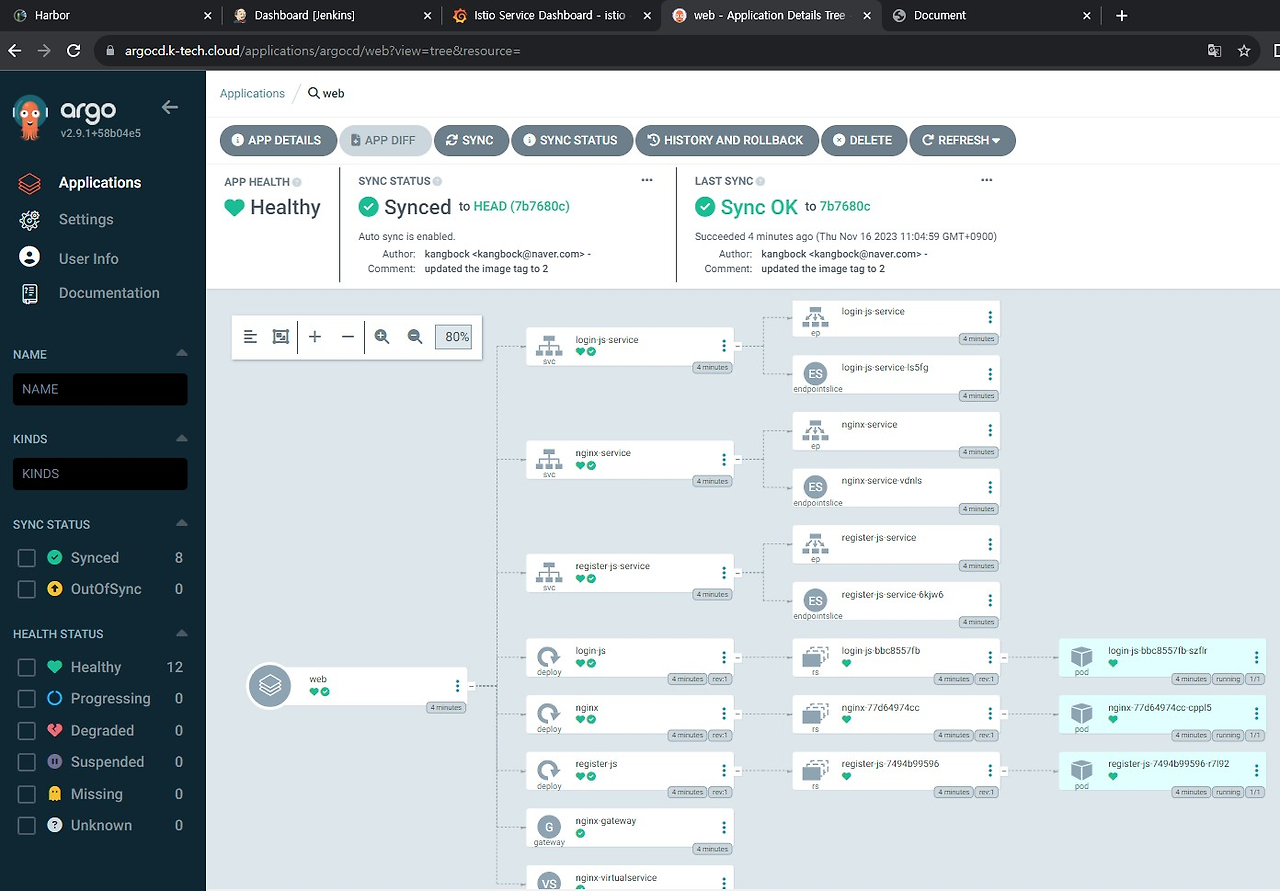 Harbor
Dashboard [Jenkins]
Istio Service Dashboard - istio
web - Application Details Tree
Document
argocd.k-tech.cloud/applications/argocd/web?view=tree&resource=
argo
v2.9.1+58b04e5
Applications
Settings
User Info
Documentation
NAME
NAME
KINDS
KINDS
SYNC STATUS
Synced 8
OutOfSync 0
HEALTH STATUS
Healthy 12
Progressing 0
Degraded 0
Suspended 0
Missing 0
Unknown 0
Applications / web
APP DETAILS
APP DIFF
SYNC
SYNC STATUS
HISTORY AND ROLLBACK
DELETE
REFRESH
APP HEALTH
Healthy
SYNC STATUS
Synced to HEAD (7b7680c)
Auto sync is enabled.
Author: kangbock <kangbock@naver.com> -
Comment: updated the image tag to 2
LAST SYNC
Sync OK to 7b7680c
Succeeded 4 minutes ago (Thu Nov 16 2023 11:04:59 GMT+0900)
Author: kangbock <kangbock@naver.com> -
Comment: updated the image tag to 2
80%
web
4 minutes
login-js-service
svc
4 minutes
login-js-service
ep
4 minutes
ES
login-js-service-ls5fg
endpointslice
4 minutes
nginx-service
svc
4 minutes
nginx-service
ep
4 minutes
ES
nginx-service-vdnls
endpointslice
4 minutes
register-js-service
svc
4 minutes
register-js-service
ep
4 minutes
ES
register-js-service-6kjw6
endpointslice
4 minutes
login-js
deploy
4 minutes rev:1
login-js-bbc8557fb
rs
4 minutes rev:1
login-js-bbc8557fb-szflr
pod
4 minutes running 1/1
nginx
deploy
4 minutes rev:1
nginx-77d64974cc
rs
4 minutes rev:1
nginx-77d64974cc-cppl5
pod
4 minutes running 1/1
register-js
deploy
4 minutes rev:1
register-js-7494b99596
rs
4 minutes rev:1
register-js-7494b99596-r7l92
pod
4 minutes running 1/1
G
nginx-gateway
gateway
4 minutes
VS
nginx-virtualservice